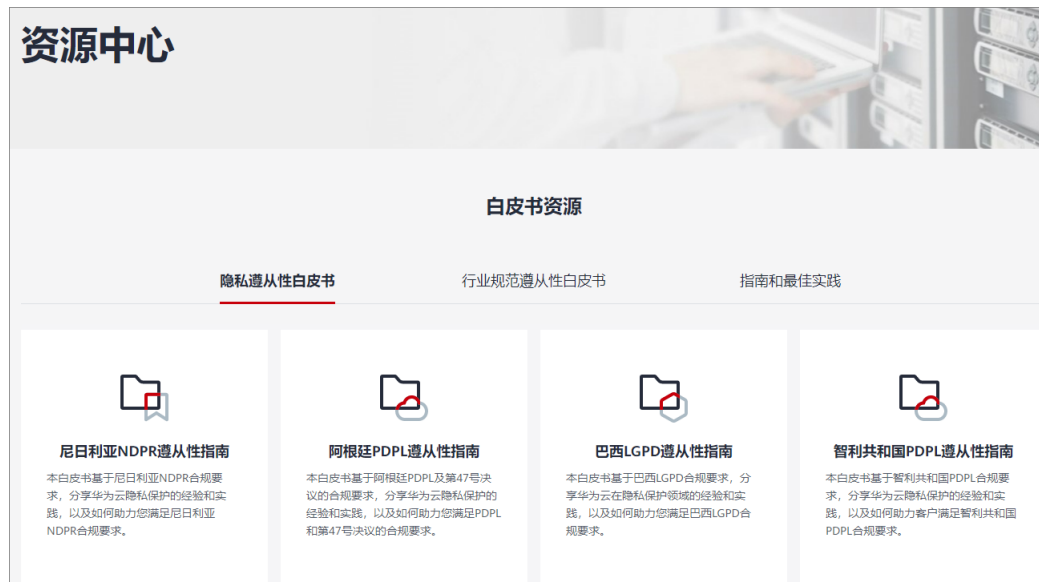 资源中心
白皮书资源
隐私遵从性白皮书
行业规范遵从性白皮书
指南和最佳实践
尼日利亚NDPR遵从性指南
本白皮书基于尼日利亚NDPR合规要
求，分享华为云隐私保护的经验和实
践，以及如何助力您满足尼日利亚
NDPR合规要求。
阿根廷PDPL遵从性指南
本白皮书基于阿根廷PDPL及第47号决
议的合规要求，分享华为云隐私保护的
经验和实践，以及如何助力您满足PDPL
和第47号决议的合规要求。
巴西LGPD遵从性指南
本白皮书基于巴西LGPD合规要求，分
享华为云在隐私保护领域的经验和实
践，以及如何助力您满足巴西LGPD合
规要求。
智利共和国PDPL遵从性指南
本白皮书基于智利共和国PDPL合规要
求，分享华为云隐私保护的经验和实
践，以及如何助力客户满足智利共和国
PDPL合规要求。